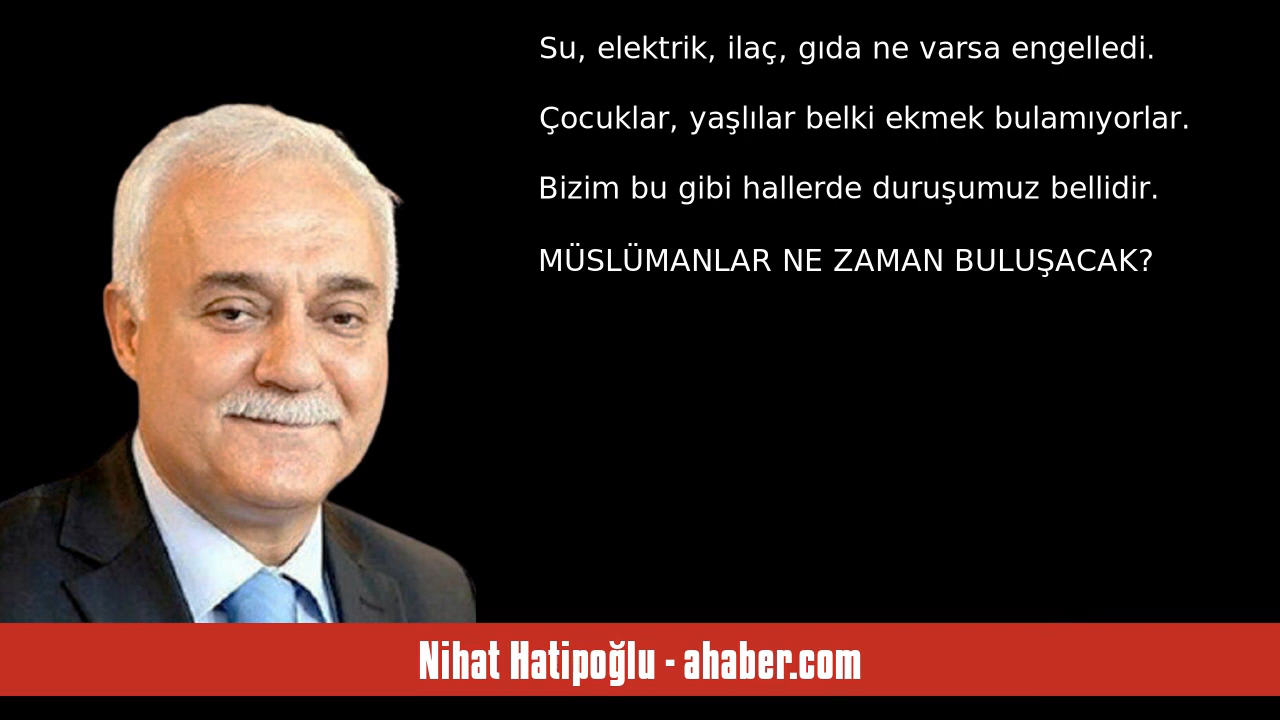 Su, elektrik, ilaç, gıda ne varsa engelledi.
Çocuklar, yaşlılar belki ekmek bulamıyorlar.
Bizim bu gibi hallerde duruşumuz bellidir.
MÜSLÜMANLAR NE ZAMAN BULUŞACAK?
Nihat Hatipoğlu - ahaber.com